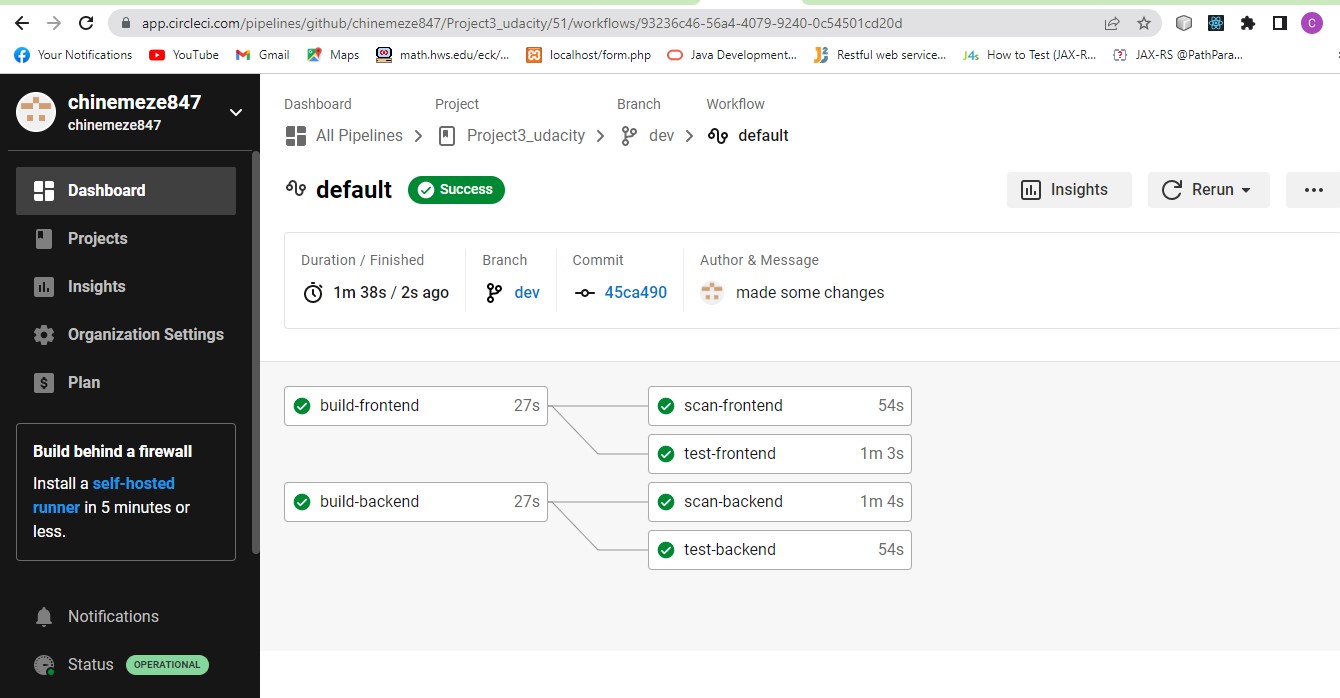 app.circleci.com/pipelines/github/chinemeze847/Project3_udacity/51/workflows/93236c46-56a4-4079-9240-0c54501cd20d
C
Your Notifications YouTube Gmail Maps math.hws.edu/eck/... localhost/form.php Java Development... Restful web service... J4s How to Test (JAX-R... JAX-RS @PathPara...
chinemeze847
chinemeze847
Dashboard
Projects
Insights
Organization Settings
Plan
Build behind a firewall
Install a self-hosted
runner in 5 minutes or
less.
Notifications
Status OPERATIONAL
Dashboard Project Branch Workflow
All Pipelines Project3_udacity dev default
default Success Insights Rerun ...
Duration / Finished Branch Commit Author & Message
1m 38s / 2s ago dev 45ca490 made some changes
build-frontend 27s scan-frontend 54s
test-frontend 1m 3s
build-backend 27s scan-backend 1m 4s
test-backend 54s